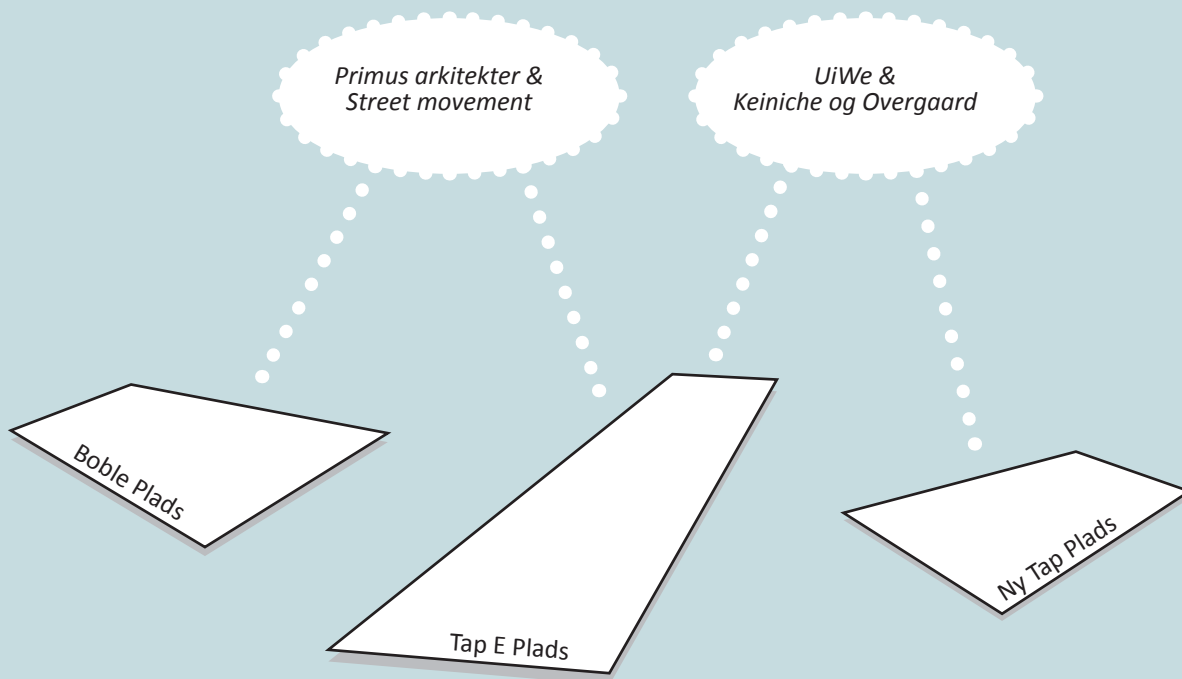 Primus arkitekter &
Street movement
UiWe &
Keiniche og Overgaard
Boble Plads
Tap E Plads
Ny Tap Plads